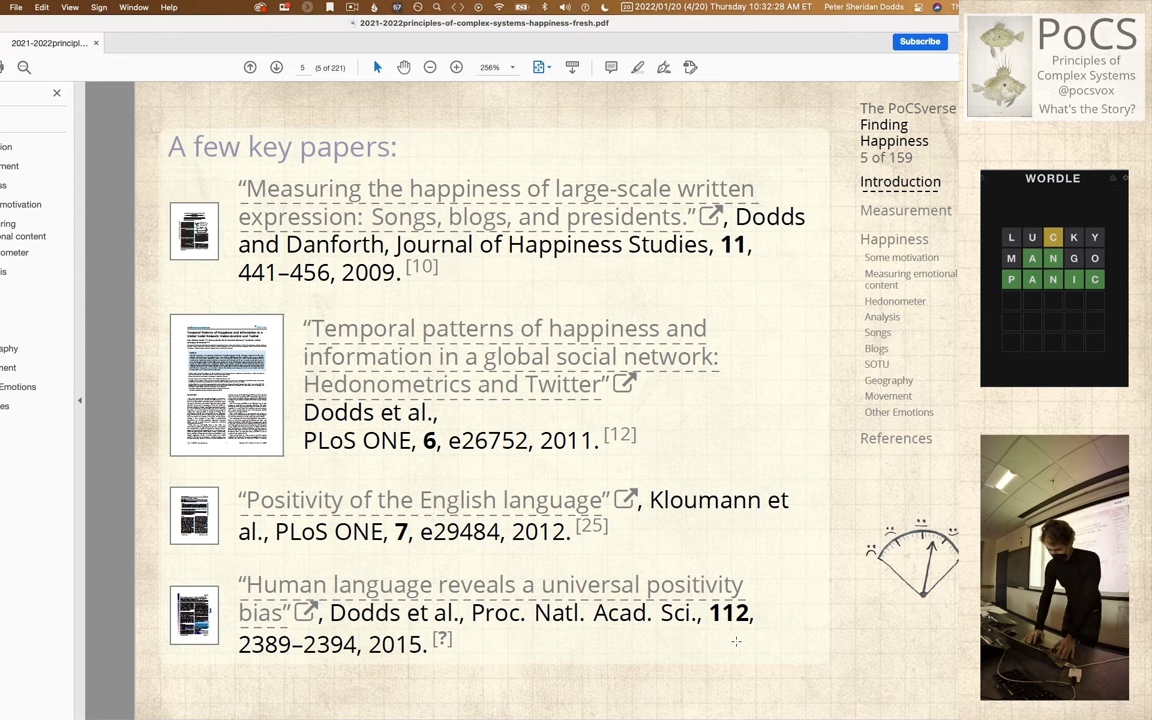 File Edit View Sign Window Help
57
20 2022/01/20 (4/20) Thursday 10:32:28 AM ET Peter Sheridan Dodds
2021-2022principles-of-complex-systems-happiness-fresh.pdf
2021-2022principl... ×
Subscribe
5 (5 of 221)
256%
A few key papers:
“Measuring the happiness of large-scale written
expression: Songs, blogs, and presidents.”, Dodds
and Danforth, Journal of Happiness Studies, 11,
441–456, 2009. [10]
“Temporal patterns of happiness and
information in a global social network:
Hedonometrics and Twitter”
Dodds et al.,
PLoS ONE, 6, e26752, 2011. [12]
“Positivity of the English language”, Kloumann et
al., PLoS ONE, 7, e29484, 2012. [25]
“Human language reveals a universal positivity
bias”, Dodds et al., Proc. Natl. Acad. Sci., 112,
2389–2394, 2015. [?]
The PoCSverse
Finding
Happiness
5 of 159
Introduction
Measurement
Happiness
Some motivation
Measuring emotional
content
Hedonometer
Analysis
Songs
Blogs
SOTU
Geography
Movement
Other Emotions
References
PoCS
Principles of
Complex Systems
@pocsvox
What's the Story?
WORDLE
L U C K Y
M A N G O
P A N I C
motivation
onal content
ometer
Emotions